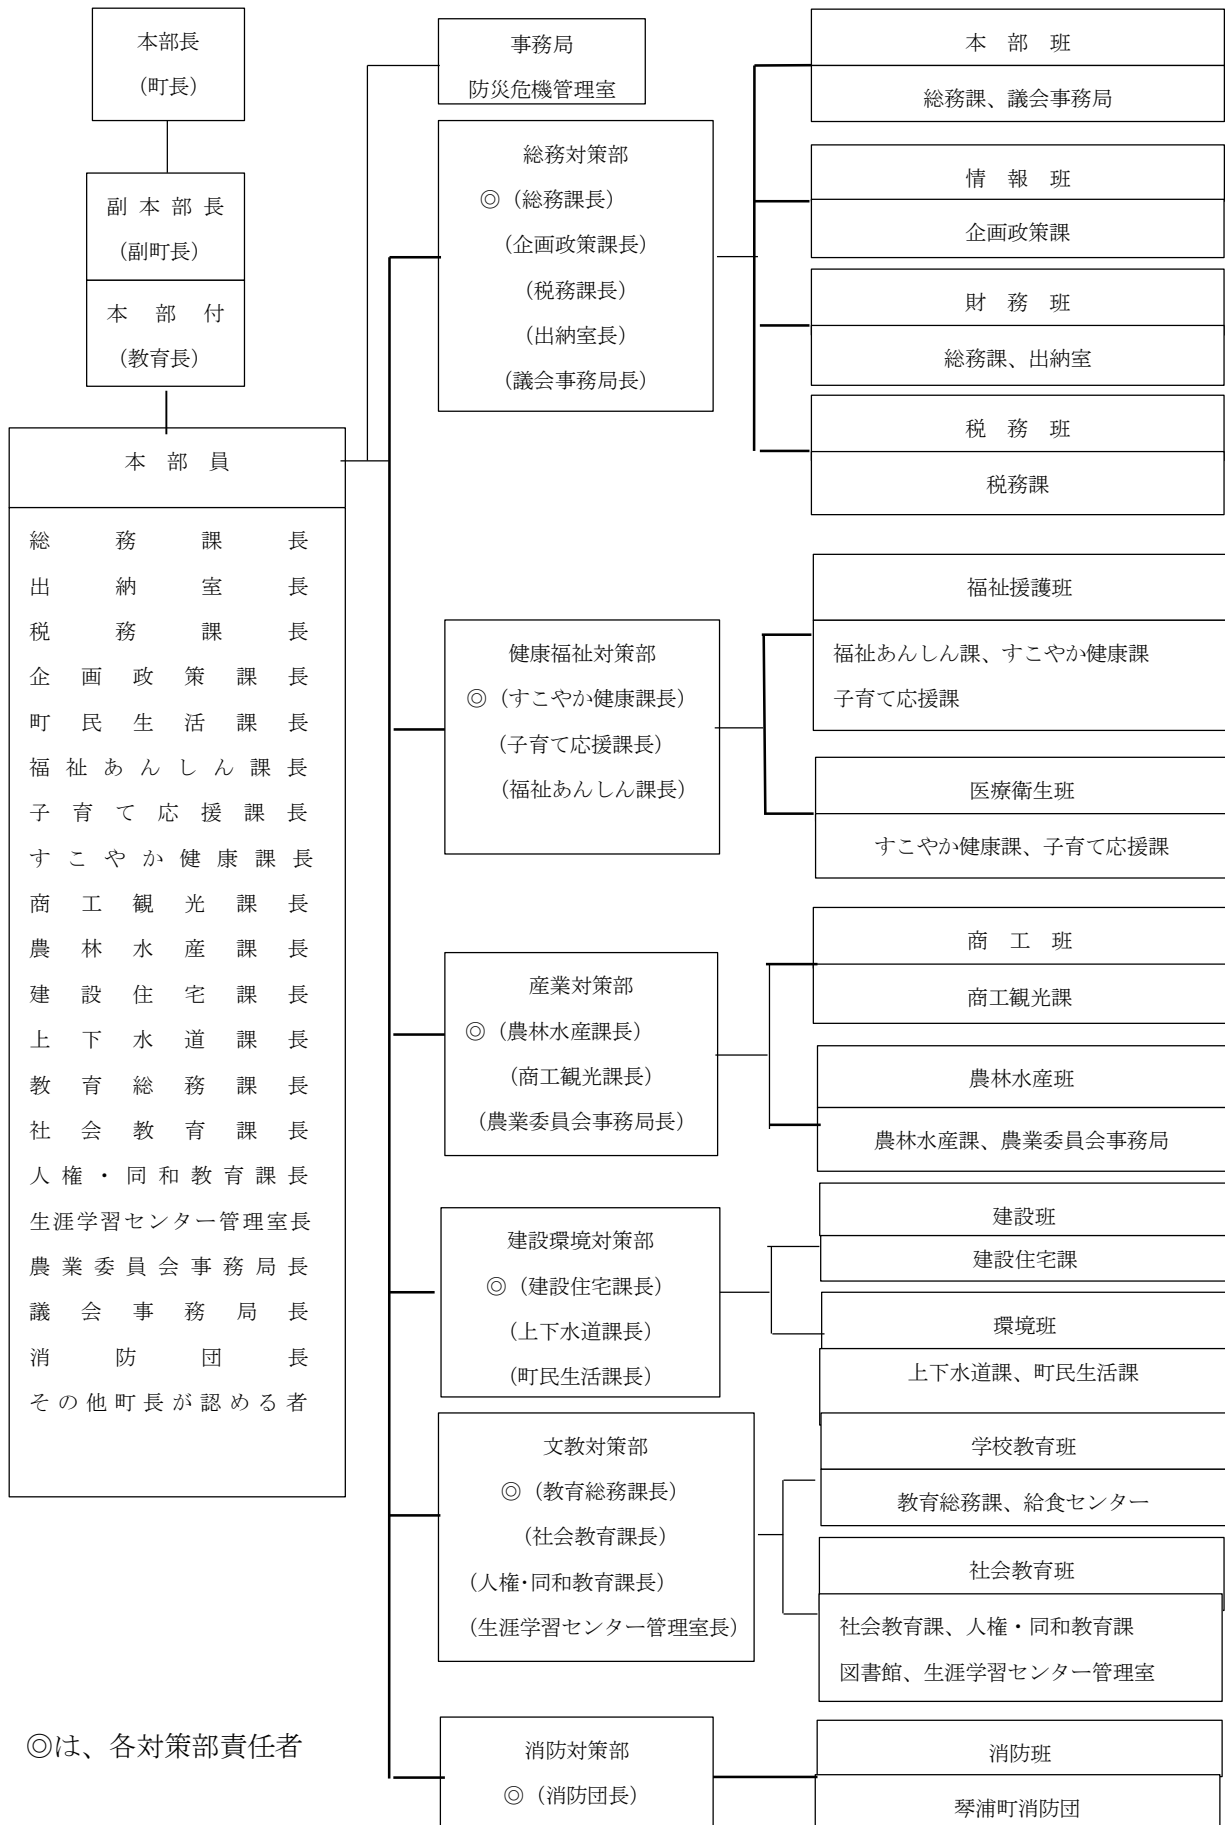 本部長
(町長)
副本部長
(副町長)
本部付
(教育長)
本部員
総務課長
出納室長
税務課長
企画政策課長
町民生活課長
福祉あんしん課長
子育て応援課長
すこやか健康課長
商工観光課長
農林水産課長
建設住宅課長
上下水道課長
教育総務課長
社会教育課長
人権・同和教育課長
生涯学習センター管理室長
農業委員会事務局長
議会事務局長
消防団長
その他町長が認める者
◎は、各対策部責任者
事務局
防災危機管理室
総務対策部
◎(総務課長)
(企画政策課長)
(税務課長)
(出納室長)
(議会事務局長)
本部班
総務課、議会事務局
情報班
企画政策課
財務班
総務課、出納室
税務班
税務課
健康福祉対策部
◎(すこやか健康課長)
(子育て応援課長)
(福祉あんしん課長)
福祉援護班
福祉あんしん課、すこやか健康課
子育て応援課
医療衛生班
すこやか健康課、子育て応援課
産業対策部
◎(農林水産課長)
(商工観光課長)
(農業委員会事務局長)
商工班
商工観光課
農林水産班
農林水産課、農業委員会事務局
建設環境対策部
◎(建設住宅課長)
(上下水道課長)
(町民生活課長)
建設班
建設住宅課
環境班
上下水道課、町民生活課
文教対策部
◎(教育総務課長)
(社会教育課長)
(人権・同和教育課長)
(生涯学習センター管理室長)
学校教育班
教育総務課、給食センター
社会教育班
社会教育課、人権・同和教育課
図書館、生涯学習センター管理室
消防対策部
◎(消防団長)
消防班
琴浦町消防団